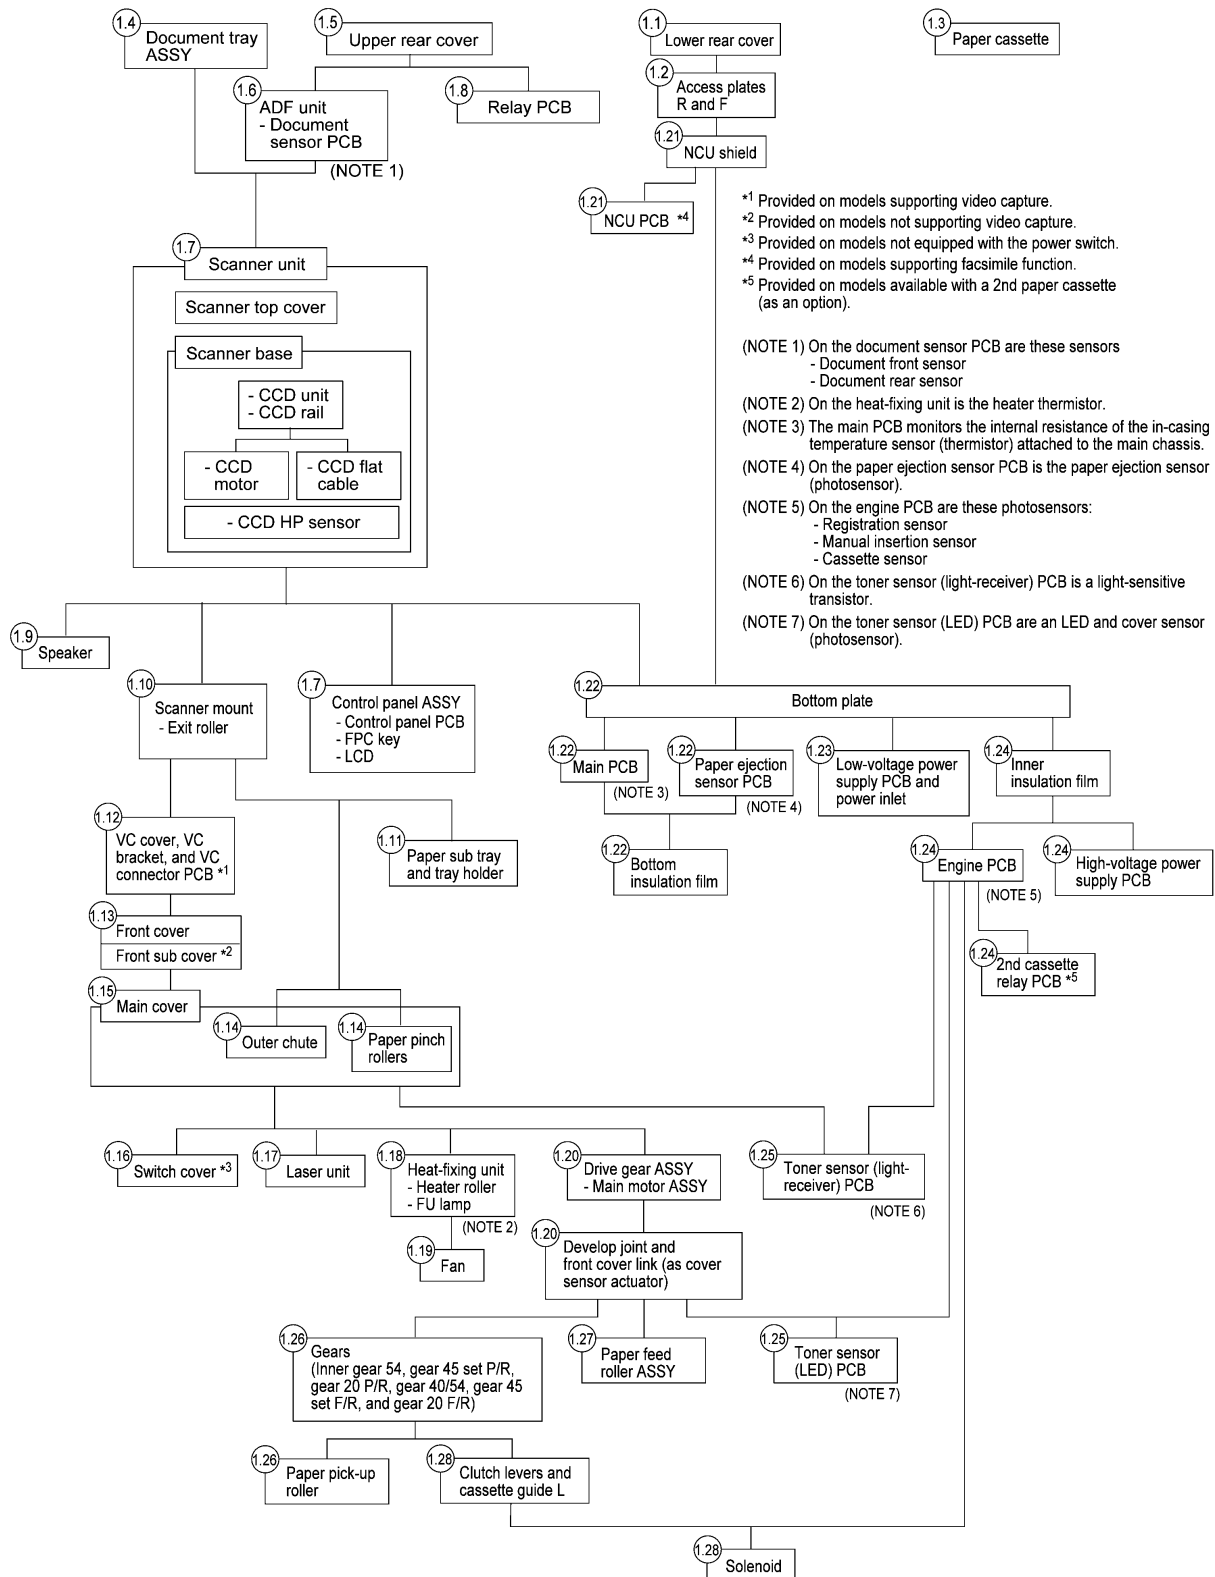 1.4
Document tray
ASSY
1.5
Upper rear cover
1.1
Lower rear cover
1.3
Paper cassette
1.2
Access plates
R and F
1.6
ADF unit
- Document
sensor PCB
(NOTE 1)
1.8
Relay PCB
1.21
NCU shield
1.21
NCU PCB *4
*1 Provided on models supporting video capture.
*2 Provided on models not supporting video capture.
*3 Provided on models not equipped with the power switch.
*4 Provided on models supporting facsimile function.
*5 Provided on models available with a 2nd paper cassette
(as an option).
1.7
Scanner unit
Scanner top cover
Scanner base
- CCD unit
- CCD rail
- CCD
motor
- CCD flat
cable
- CCD HP sensor
(NOTE 1) On the document sensor PCB are these sensors
- Document front sensor
- Document rear sensor
(NOTE 2) On the heat-fixing unit is the heater thermistor.
(NOTE 3) The main PCB monitors the internal resistance of the in-casing
temperature sensor (thermistor) attached to the main chassis.
(NOTE 4) On the paper ejection sensor PCB is the paper ejection sensor
(photosensor).
(NOTE 5) On the engine PCB are these photosensors:
- Registration sensor
- Manual insertion sensor
- Cassette sensor
(NOTE 6) On the toner sensor (light-receiver) PCB is a light-sensitive
transistor.
(NOTE 7) On the toner sensor (LED) PCB are an LED and cover sensor
(photosensor).
1.9
Speaker
1.10
Scanner mount
- Exit roller
1.7
Control panel ASSY
- Control panel PCB
- FPC key
- LCD
1.22
Bottom plate
1.22
Main PCB
(NOTE 3)
1.22
Paper ejection
sensor PCB
(NOTE 4)
1.23
Low-voltage power
supply PCB and
power inlet
1.24
Inner
insulation film
1.12
VC cover, VC
bracket, and VC
connector PCB *1
1.11
Paper sub tray
and tray holder
1.22
Bottom
insulation film
1.24
Engine PCB
(NOTE 5)
1.24
High-voltage power
supply PCB
1.13
Front cover
Front sub cover *2
1.24
2nd cassette
relay PCB *5
1.15
Main cover
1.14
Outer chute
1.14
Paper pinch
rollers
1.16
Switch cover *3
1.17
Laser unit
1.18
Heat-fixing unit
- Heater roller
- FU lamp
(NOTE 2)
1.20
Drive gear ASSY
- Main motor ASSY
1.25
Toner sensor (light-
receiver) PCB
(NOTE 6)
1.19
Fan
1.20
Develop joint and
front cover link (as cover
sensor actuator)
1.26
Gears
(Inner gear 54, gear 45 set P/R,
gear 20 P/R, gear 40/54, gear 45
set F/R, and gear 20 F/R)
1.27
Paper feed
roller ASSY
1.25
Toner sensor
(LED) PCB
(NOTE 7)
1.26
Paper pick-up
roller
1.28
Clutch levers and
cassette guide L
1.28
Solenoid